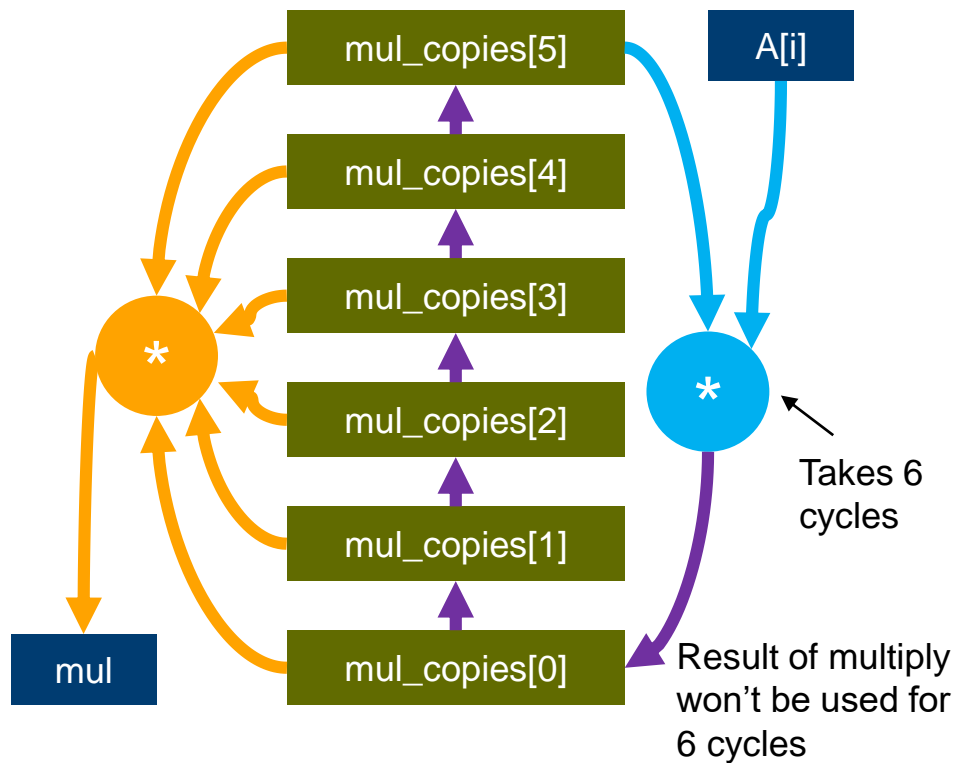 mul_copies[5]
A[i]
mul_copies[4]
mul_copies[3]
*
mul_copies[2]
*
Takes 6
cycles
mul_copies[1]
mul_copies[0]
mul
Result of multiply
won’t be used for
6 cycles